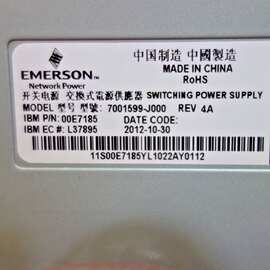 中国制造 中國製造
MADE IN CHINA
RoHS
EMERSON
Network Power
开关电源 交換式電源供應器 SWITCHING POWER SUPPLY
MODEL 型号 型號: 7001599-J000 REV 4A
IBM P/N: 00E7185 DATE CODE:
IBM EC #: L37895 2012-10-30
11S00E7185YL1022AY0112